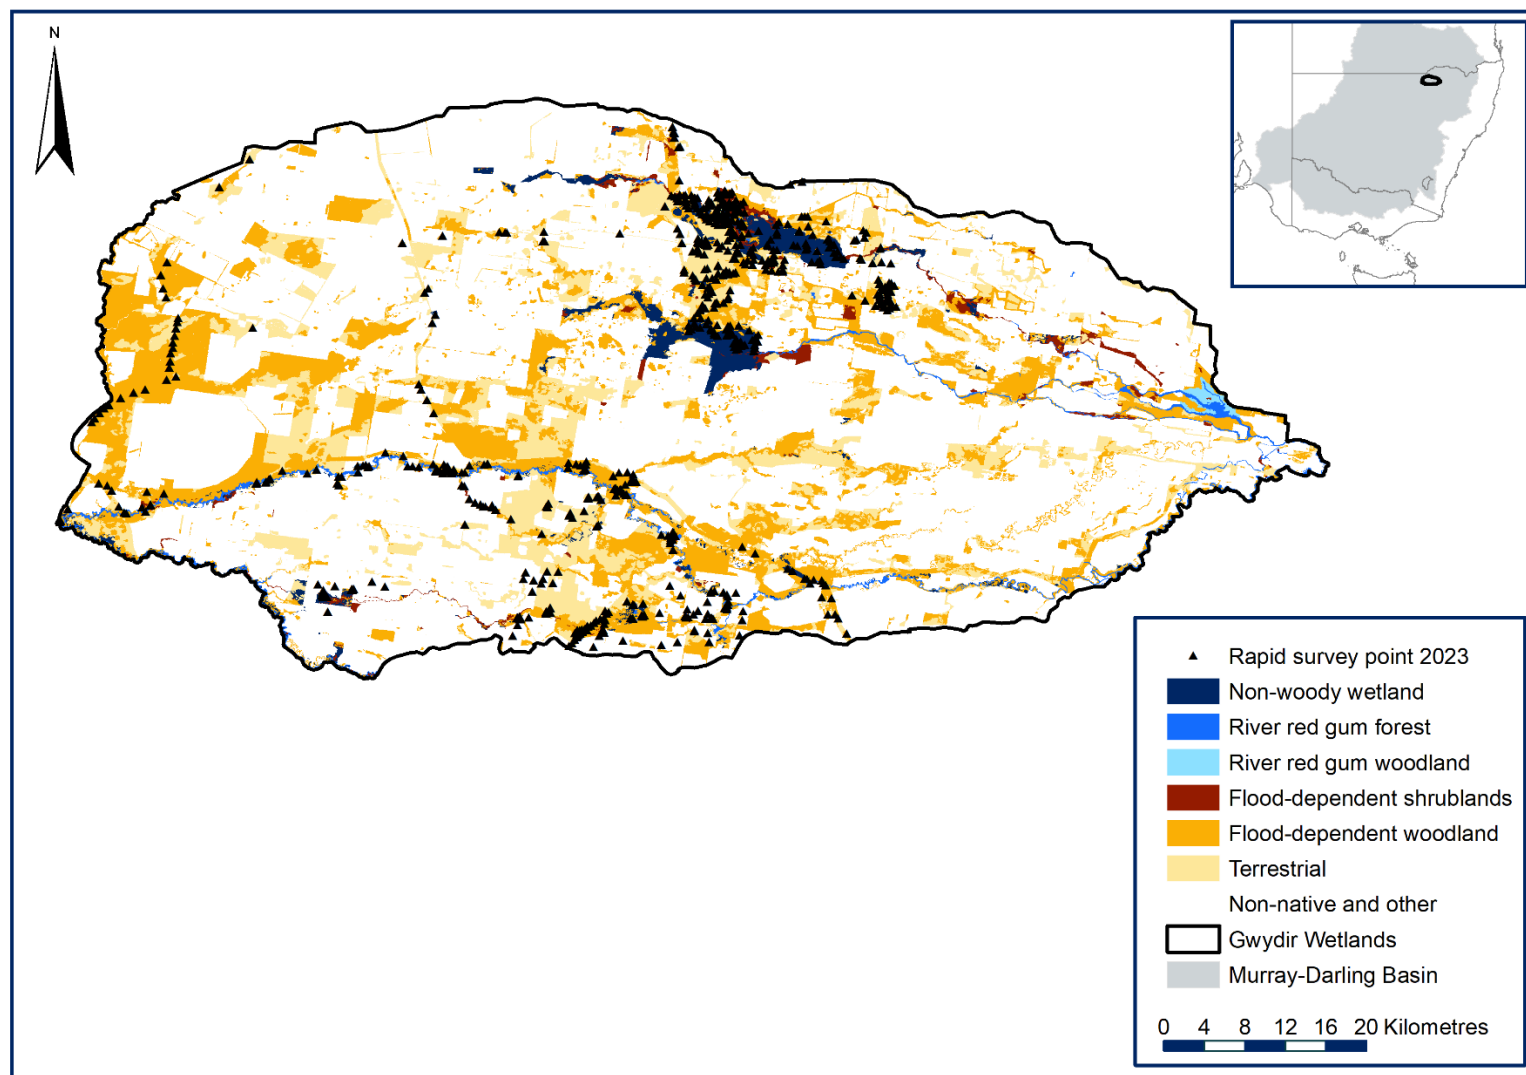 N
Rapid survey point 2023
Non-woody wetland
River red gum forest
River red gum woodland
Flood-dependent shrublands
Flood-dependent woodland
Terrestrial
Non-native and other
Gwydir Wetlands
Murray-Darling Basin
0 4 8 12 16 20 Kilometres